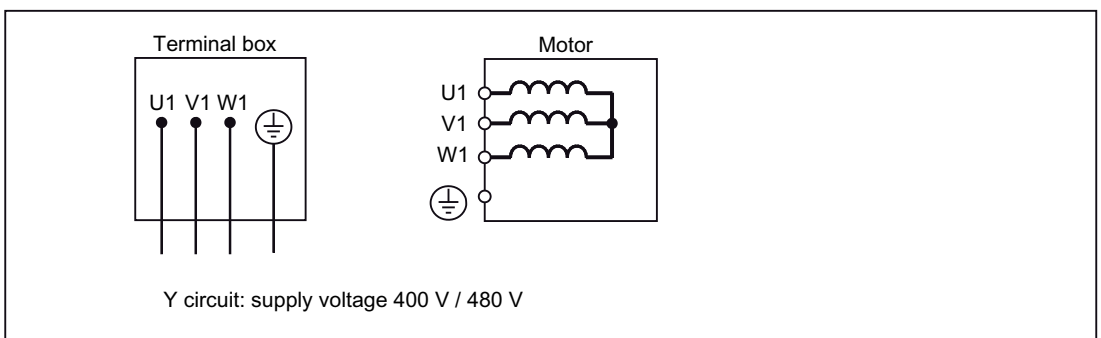 Terminal box
U1 V1 W1
Motor
U1
V1
W1
Y circuit: supply voltage 400 V / 480 V